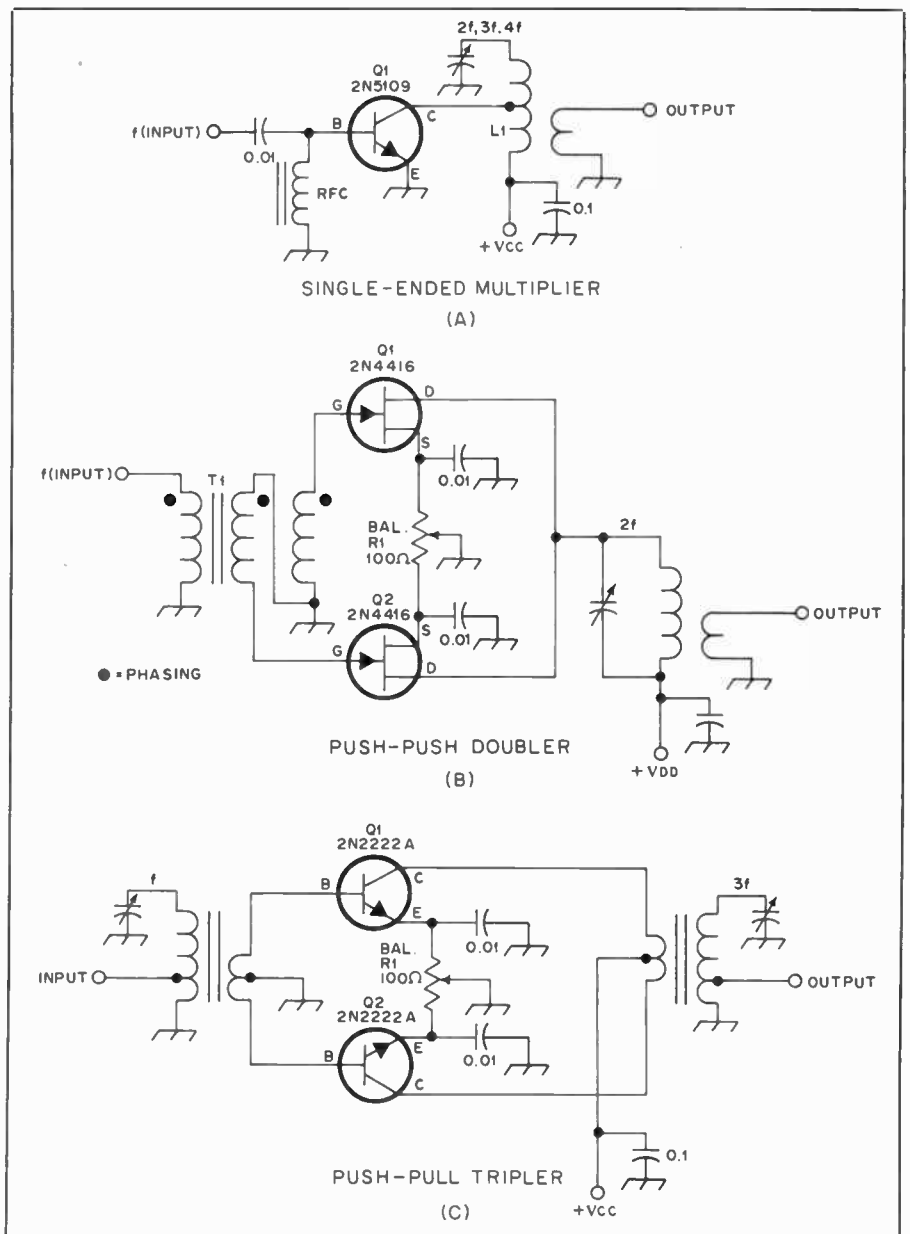 2f, 3f, 4f
Q1
2N5109
B
C
E
f(INPUT)
0.01
RFC
L1
OUTPUT
0.1
+VCC
SINGLE-ENDED MULTIPLIER
(A)
Q1
2N4416
G
D
S
0.01
f(INPUT)
T1
BAL.
R1
100Ω
2f
Q2
2N4416
S
0.01
G
D
OUTPUT
● = PHASING
PUSH-PUSH DOUBLER
+VDD
(B)
Q1
2N2222A
f
B
C
E
0.01
3f
INPUT
BAL.
R1
100Ω
OUTPUT
Q2
2N2222A
E
0.01
B
C
0.1
PUSH-PULL TRIPLER
+VCC
(C)